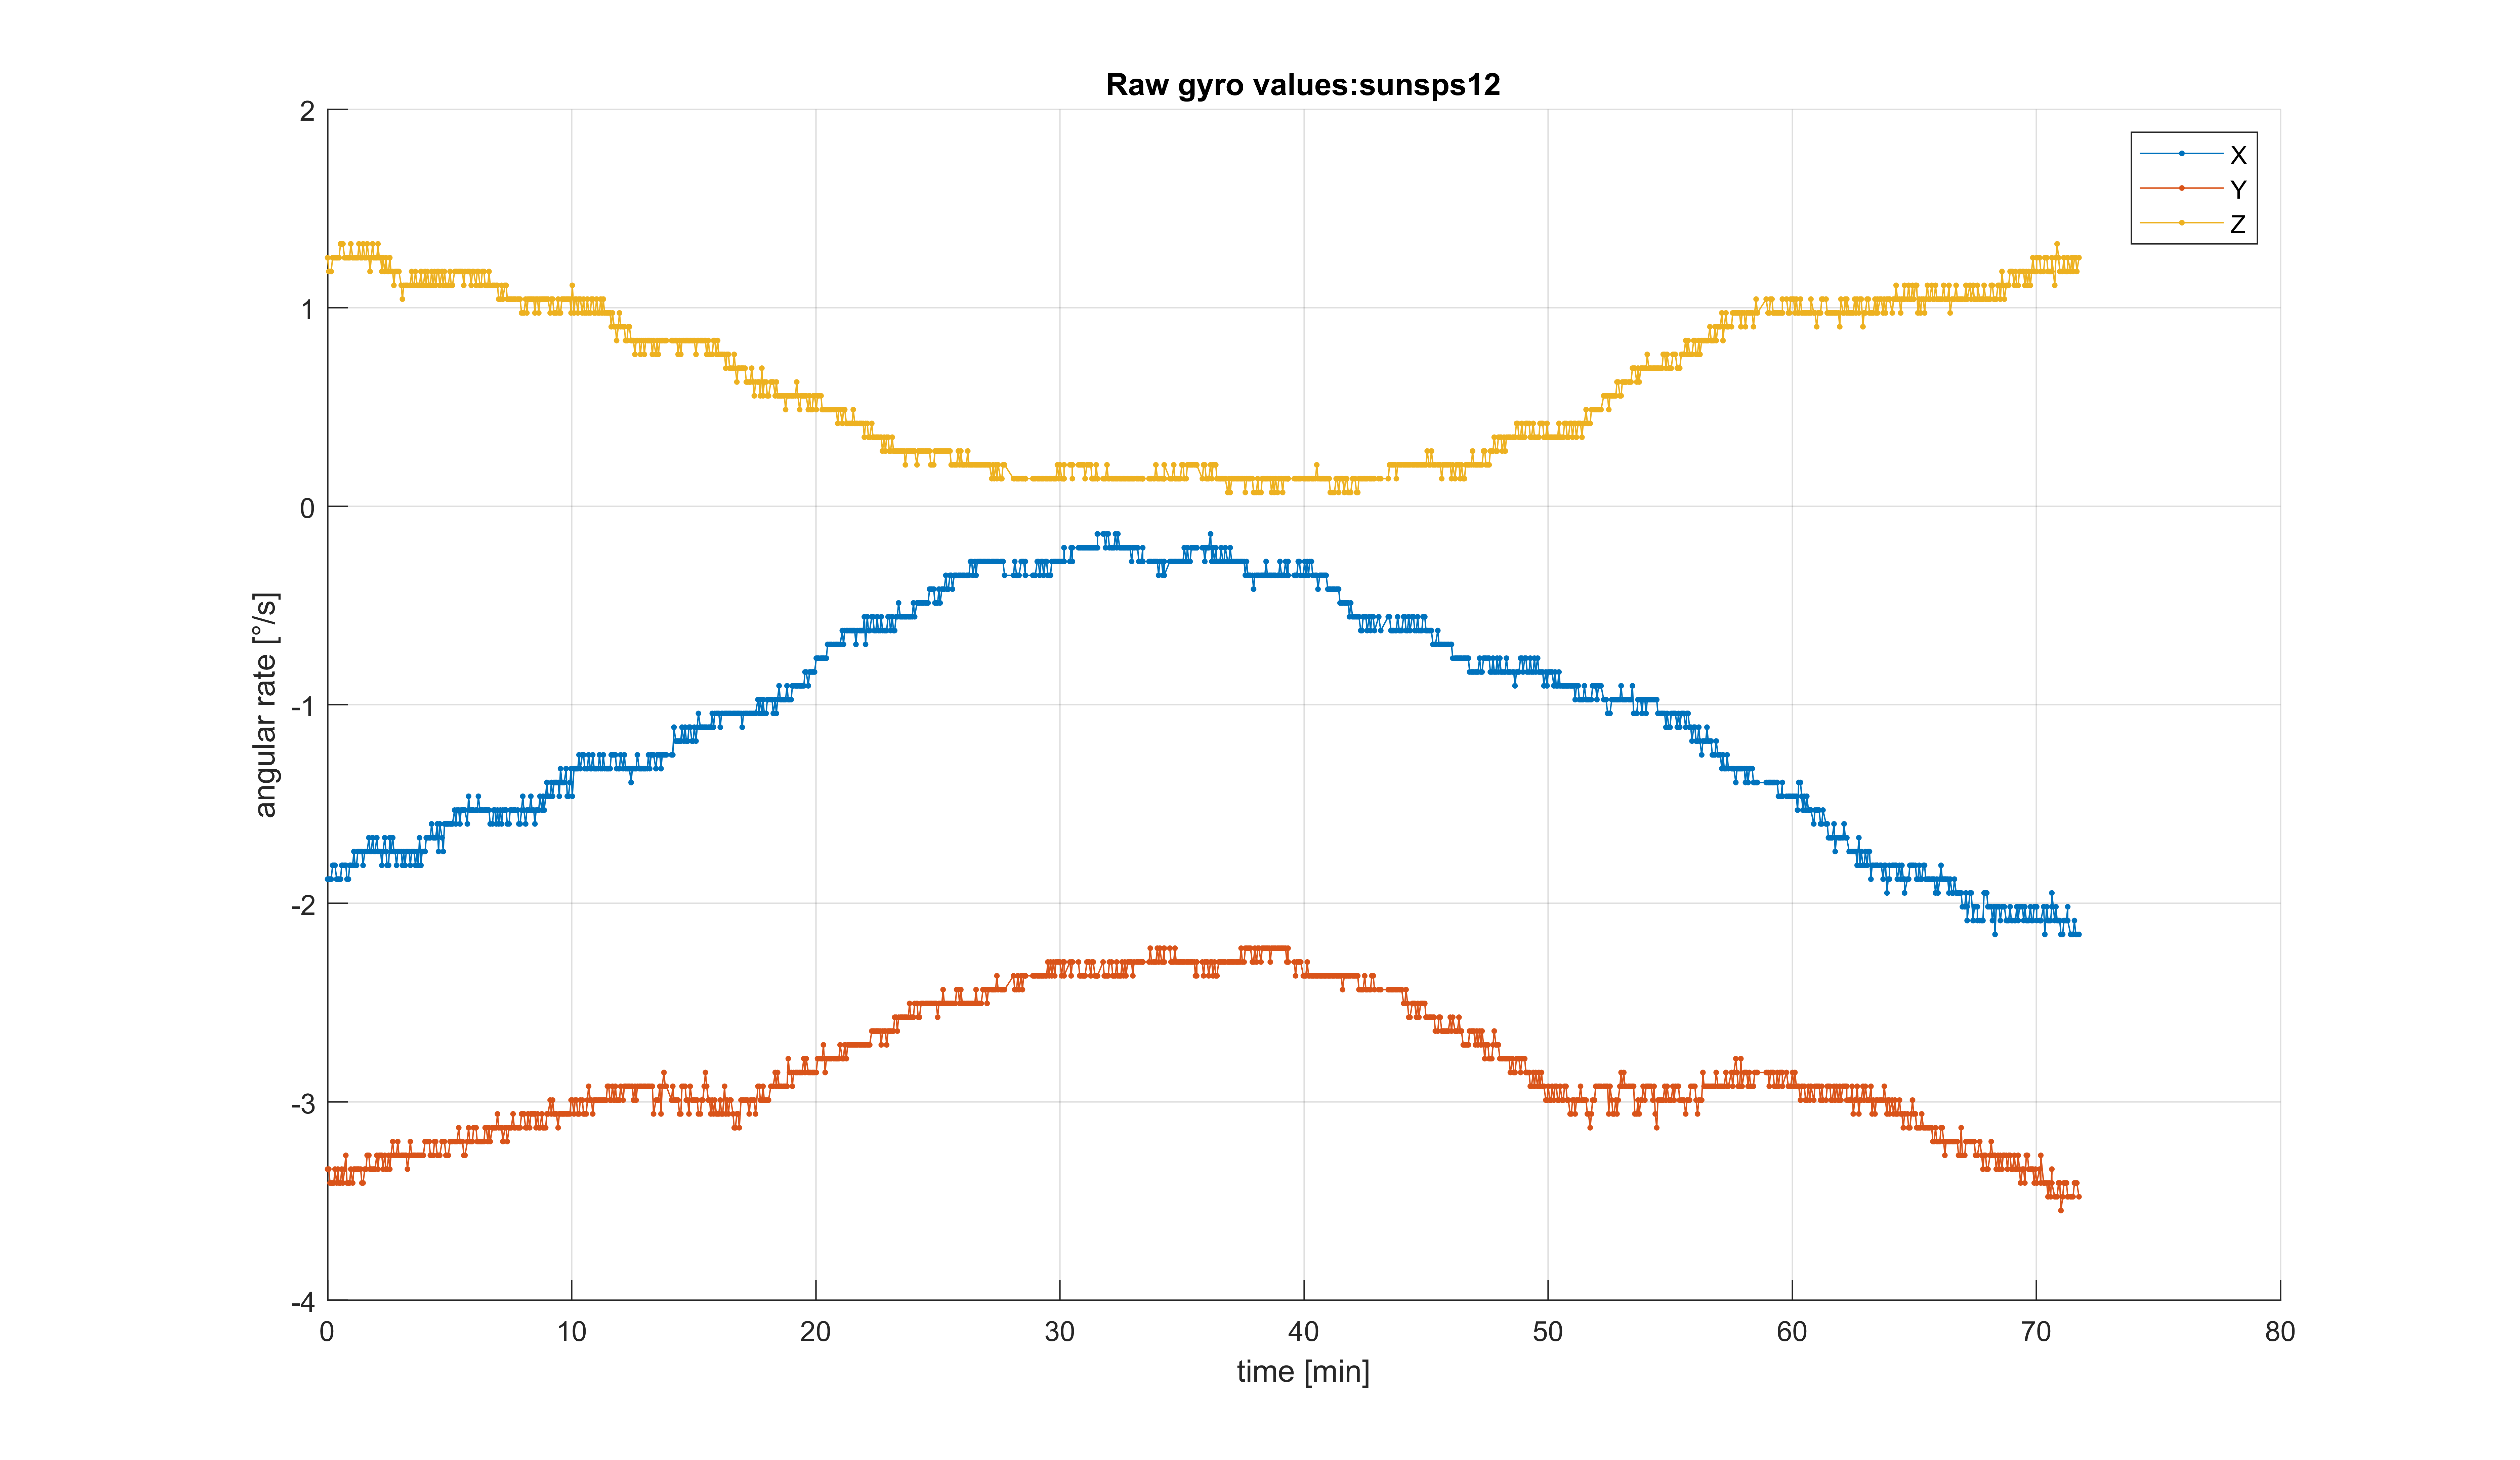 Raw gyro values:sunsps12
X
Y
Z
2
1
0
-1
-2
-3
-4
angular rate [°/s]
0 10 20 30 40 50 60 70 80
time [min]